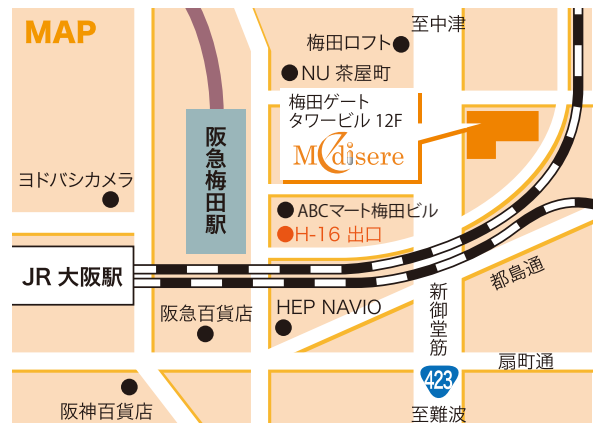 MAP
至中津
梅田ロフト
NU 茶屋町
梅田ゲート
タワービル 12F
Medisere
阪急梅田駅
ヨドバシカメラ
ABCマート梅田ビル
H-16 出口
JR 大阪駅
都島通
阪急百貨店
HEP NAVIO
新御堂筋
扇町通
423
阪神百貨店
至難波